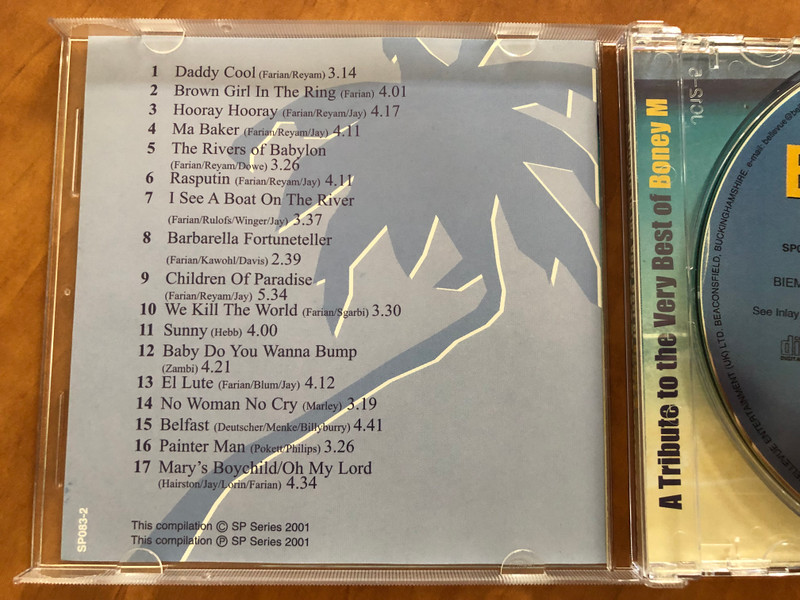 1 Daddy Cool (Farian/Reyam) 3.14
2 Brown Girl In The Ring (Farian) 4.01
3 Hooray Hooray (Farian/Reyam/Jay) 4.17
4 Ma Baker (Farian/Reyam/Jay) 4.11
5 The Rivers of Babylon
(Farian/Reyam/Dowe) 3.26
6 Rasputin (Farian/Reyam/Jay) 4.11
7 I See A Boat On The River
(Farian/Rulofs/Winger/Jay) 3.37
8 Barbarella Fortuneteller
(Farian/Kawohl/Davis) 2.39
9 Children Of Paradise
(Farian/Reyam/Jay) 5.34
10 We Kill The World (Farian/Sgarbi) 3.30
11 Sunny (Hebb) 4.00
12 Baby Do You Wanna Bump
(Zambi) 4.21
13 El Lute (Farian/Blum/Jay) 4.12
14 No Woman No Cry (Marley) 3.19
15 Belfast (Deutscher/Menke/Billyburry) 4.41
16 Painter Man (Pokett/Philips) 3.26
17 Mary's Boychild/Oh My Lord
(Hairston/Jay/Lorin/Farian) 4.34
This compilation © SP Series 2001
This compilation ℗ SP Series 2001
SP083-2
A Tribute to the Very Best of Boney M
ENTERTAINMENT (UK) LTD. BEACONSFIELD, BUCKINGHAMSHIRE. e-mail:
BIEM
See Inlay